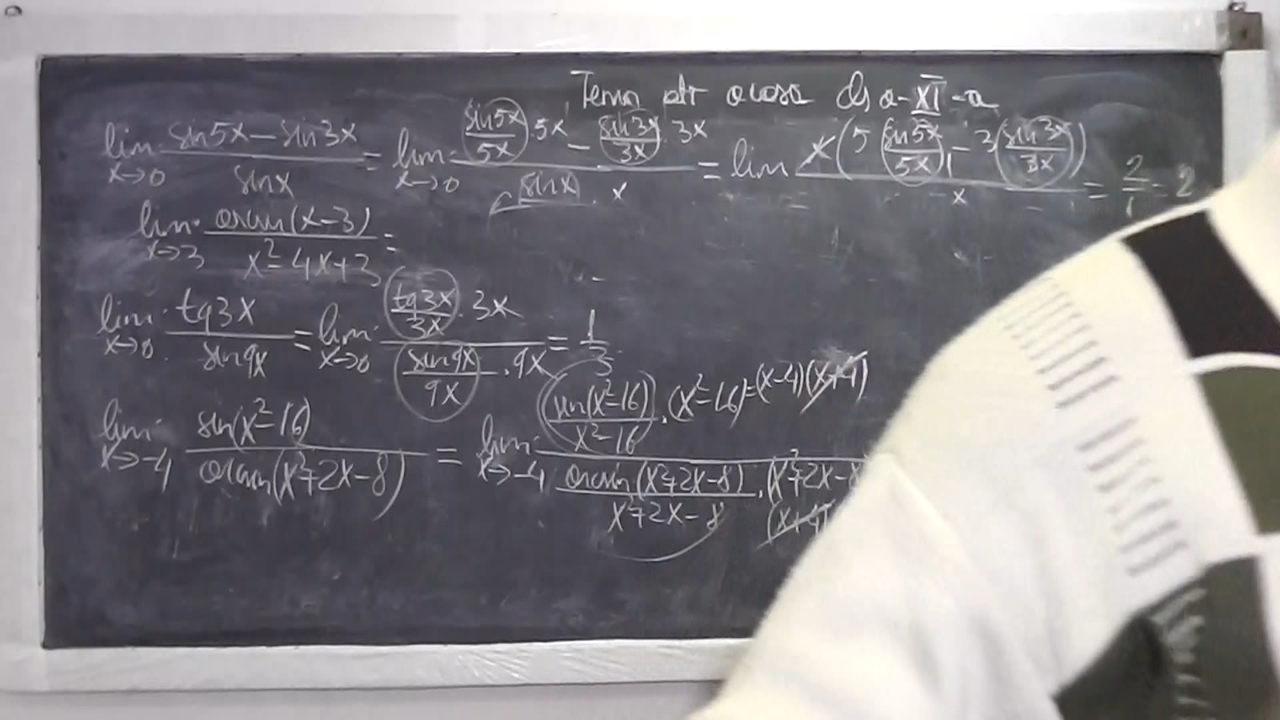 Tema ptr acasa cls a-XI-a
lim x→0 (sin5x − sin3x)/(sinx) = lim x→0 ((sin5x)/(5x) · 5x − (sin3x)/(3x) · 3x)/((sinx) · x) = lim x(5 (sin5x)/(5x) − 3 (sin3x)/(3x))/(x) = 2/1 = 2
lim x→3 arcsin(x−3)/(x²−4x+3) =
lim x→0 (tg3x)/(sin9x) = lim x→0 ((tg3x)/(3x) · 3x)/((sin9x)/(9x) · 9x) = 1/3
lim x→−4 sin(x²−16)/arcsin(x²+2x−8) = lim x→−4 (sin(x²−16)/(x²−16) · (x²−16) = (x−4)(x+4))/(arcsin(x²+2x−8)/(x²+2x−8) · (x²+2x−8
(x+4)